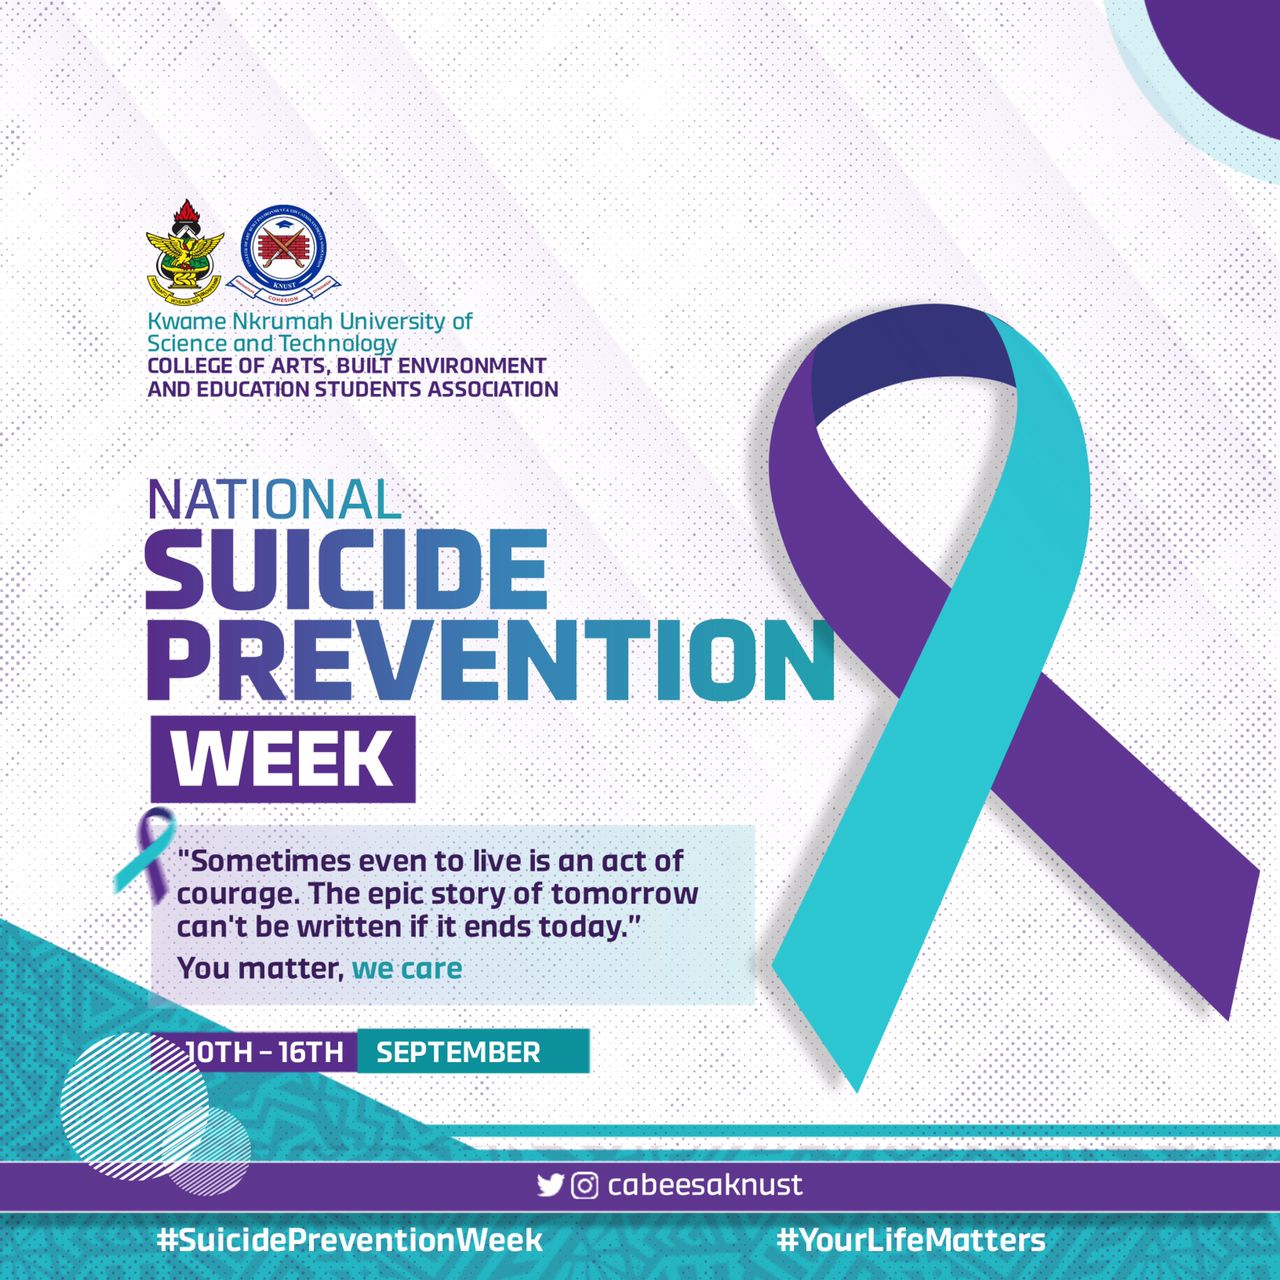 KNUST
COHESION
Kwame Nkrumah University of
Science and Technology
COLLEGE OF ARTS, BUILT ENVIRONMENT
AND EDUCATION STUDENTS ASSOCIATION
NATIONAL
SUICIDE
PREVENTION
WEEK
"Sometimes even to live is an act of
courage. The epic story of tomorrow
can't be written if it ends today.”
You matter, we care
10TH – 16TH SEPTEMBER
cabeesaknust
#SuicidePreventionWeek #YourLifeMatters